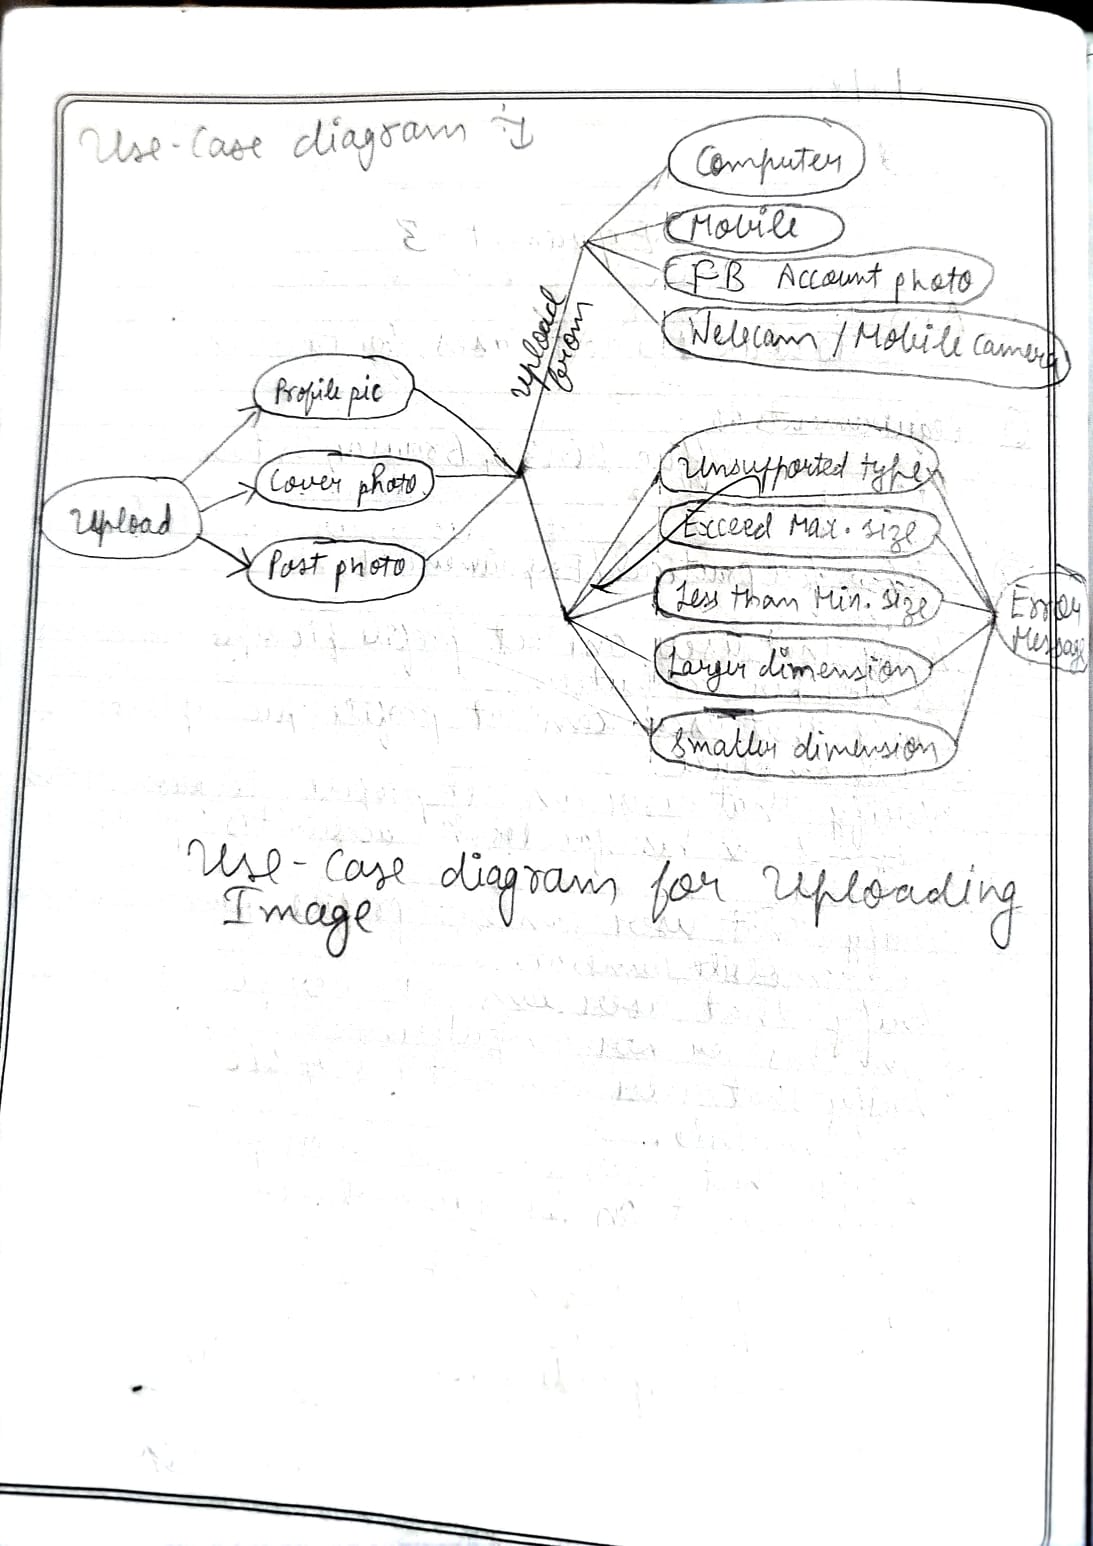 Use-Case diagram :-
Computer
Mobile
FB Account photo
Webcam / Mobile camera
Upload
from
Profile pic
Cover photo
Upload
Post photo
Unsupported type
Exceed Max. size
Less than Min. size
Larger dimension
Smaller dimension
Error
Message
Use-Case diagram for Uploading
Image